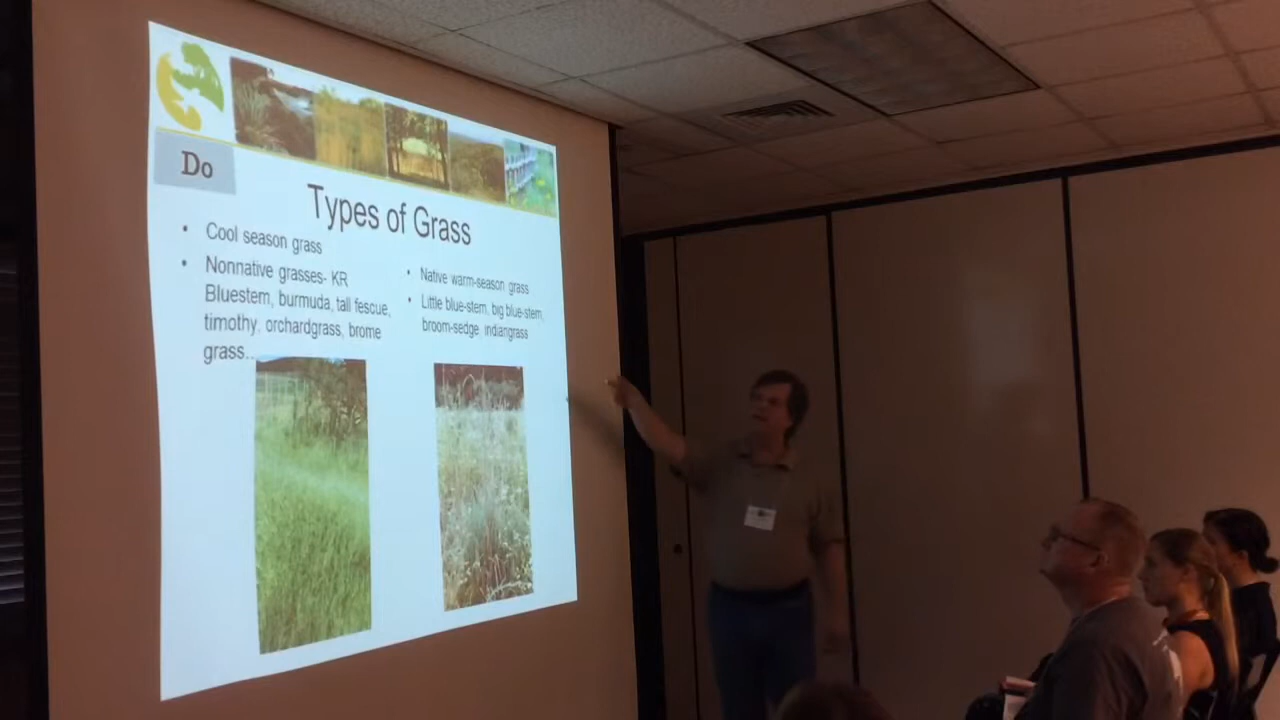 Do
Types of Grass
• Cool season grass
• Nonnative grasses- KR
Bluestem, burmuda, tall fescue,
timothy, orchardgrass, brome
grass...
• Native warm-season grass
• Little blue-stem, big blue-stem,
broom-sedge, indiangrass